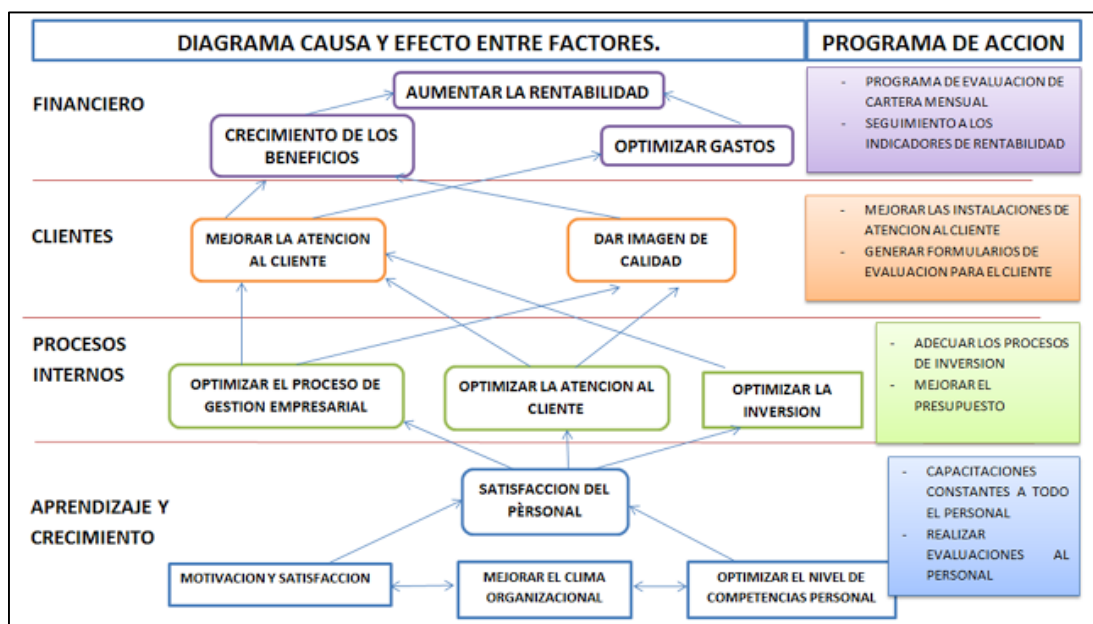 DIAGRAMA CAUSA Y EFECTO ENTRE FACTORES.
PROGRAMA DE ACCION
FINANCIERO
AUMENTAR LA RENTABILIDAD
CRECIMIENTO DE LOS
BENEFICIOS
OPTIMIZAR GASTOS
- PROGRAMA DE EVALUACION DE
CARTERA MENSUAL
- SEGUIMIENTO A LOS
INDICADORES DE RENTABILIDAD
CLIENTES
MEJORAR LA ATENCION
AL CLIENTE
DAR IMAGEN DE
CALIDAD
- MEJORAR LAS INSTALACIONES DE
ATENCION AL CLIENTE
- GENERAR FORMULARIOS DE
EVALUACION PARA EL CLIENTE
PROCESOS
INTERNOS
OPTIMIZAR EL PROCESO DE
GESTION EMPRESARIAL
OPTIMIZAR LA ATENCION AL
CLIENTE
OPTIMIZAR LA
INVERSION
- ADECUAR LOS PROCESOS
DE INVERSION
- MEJORAR EL
PRESUPUESTO
APRENDIZAJE Y
CRECIMIENTO
SATISFACCION DEL
PÈRSONAL
MOTIVACION Y SATISFACCION
MEJORAR EL CLIMA
ORGANIZACIONAL
OPTIMIZAR EL NIVEL DE
COMPETENCIAS PERSONAL
- CAPACITACIONES
CONSTANTES A TODO
EL PERSONAL
- REALIZAR
EVALUACIONES AL
PERSONAL